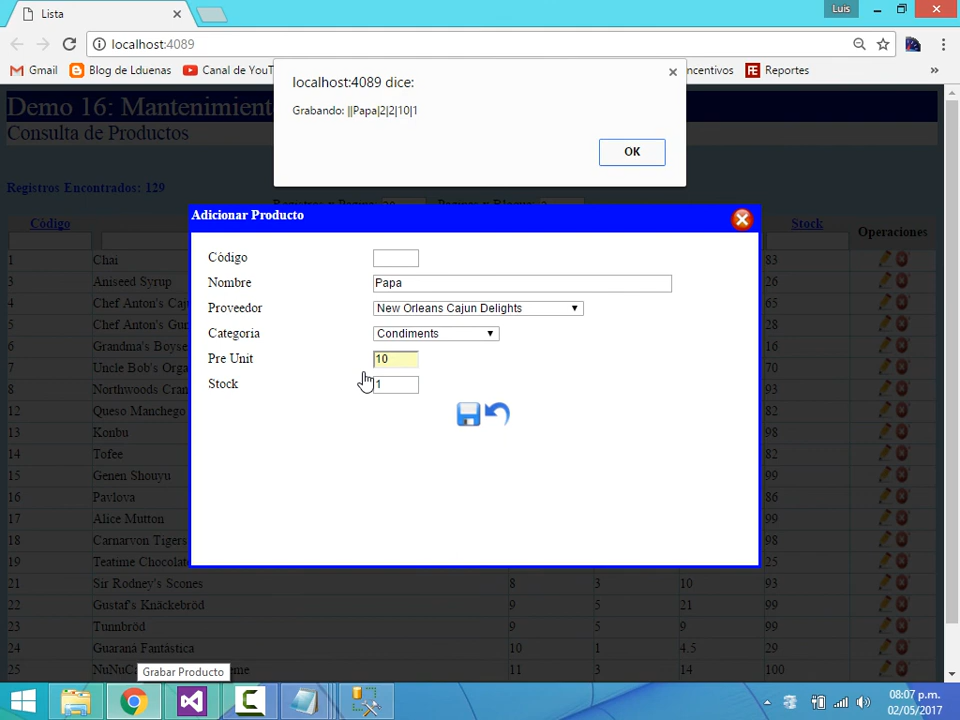 Lista
Luis
localhost:4089
Gmail
Blog de Lduenas
Canal de YouT
ncentivos
Reportes
»
localhost:4089 dice:
Grabando: ||Papa|2|2|10|1
OK
Demo 16: Mantenimient
Consulta de Productos
Registros Encontrados: 129
Código
Stock
Operaciones
Adicionar Producto
Código
Nombre Papa
Proveedor New Orleans Cajun Delights
Categoria Condiments
Pre Unit 10
Stock 1
1 Chai 83
3 Aniseed Syrup 26
4 Chef Anton's Caj 65
5 Chef Anton's Gu 28
6 Grandma's Boyse 16
7 Uncle Bob's Orga 70
8 Northwoods Cran 93
12 Queso Manchego 82
13 Konbu 98
14 Tofee 82
15 Genen Shouyu 98
16 Pavlova 86
17 Alice Mutton 99
18 Carnarvon Tigers 98
19 Teatime Chocolat 25
21 Sir Rodney's Scones 8 3 10 93
22 Gustaf's Knäckebröd 9 5 21 99
23 Tunnbröd 9 5 9 99
24 Guaraná Fantástica 10 1 4.5 29
25 NuNuC eme 11 3 14 100
Grabar Producto
08:07 p.m.
02/05/2017